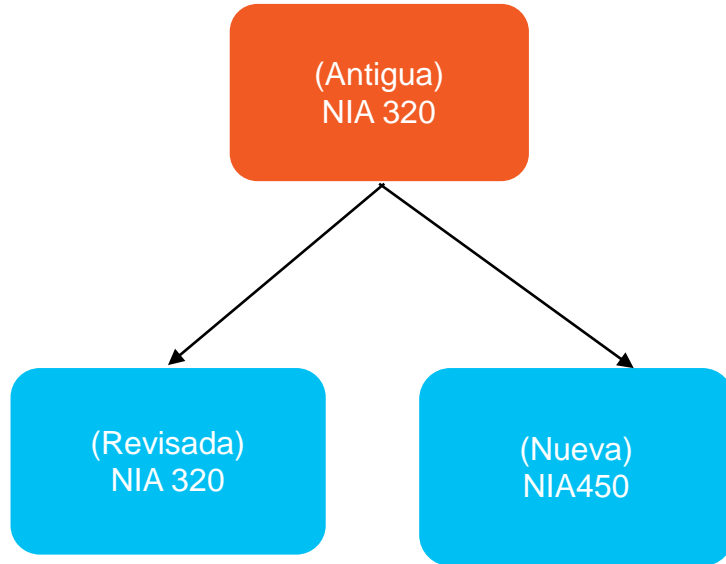 (Antigua)
NIA 320
(Revisada)
NIA 320
(Nueva)
NIA450